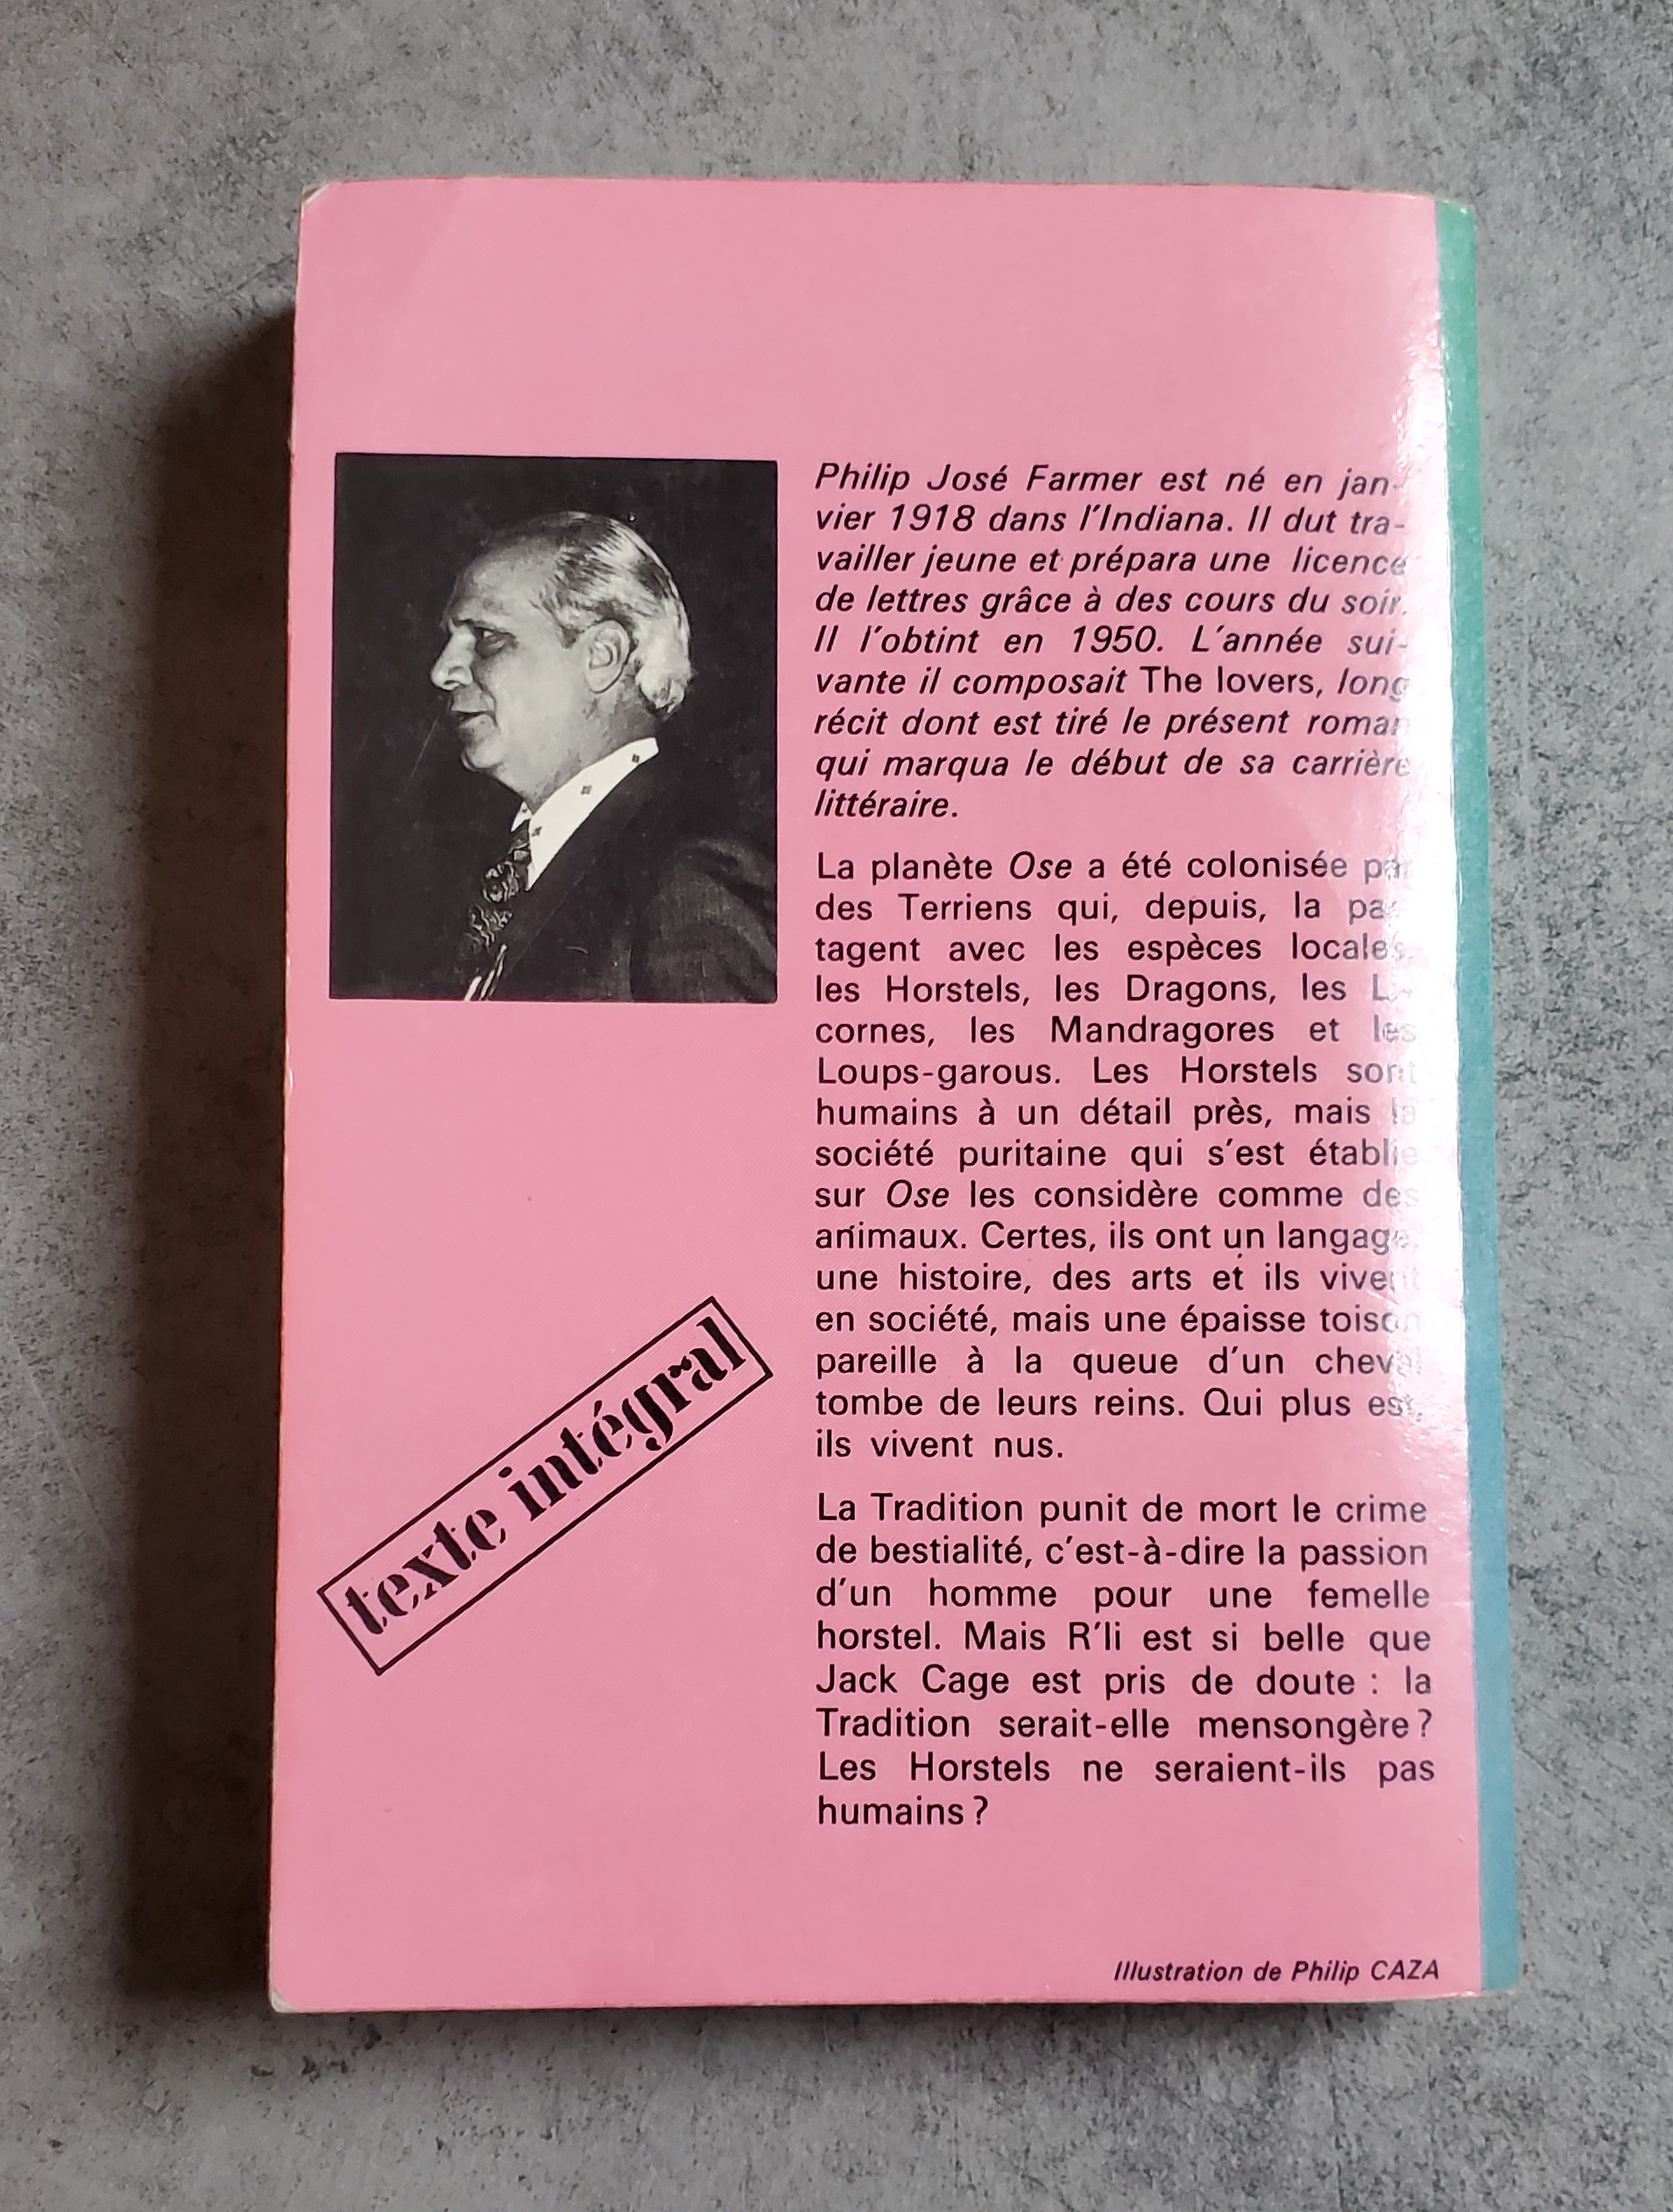 Philip José Farmer est né en jan-
vier 1918 dans l'Indiana. Il dut tra-
vailler jeune et prépara une licence
de lettres grâce à des cours du soir.
Il l'obtint en 1950. L'année sui-
vante il composait The lovers, long
récit dont est tiré le présent roman
qui marqua le début de sa carrière
littéraire.
La planète Ose a été colonisée par
des Terriens qui, depuis, la par-
tagent avec les espèces locales,
les Horstels, les Dragons, les Li-
cornes, les Mandragores et les
Loups-garous. Les Horstels sont
humains à un détail près, mais la
société puritaine qui s'est établie
sur Ose les considère comme des
animaux. Certes, ils ont un langage,
une histoire, des arts et ils vivent
en société, mais une épaisse toison
pareille à la queue d'un cheval
tombe de leurs reins. Qui plus est,
ils vivent nus.
La Tradition punit de mort le crime
de bestialité, c'est-à-dire la passion
d'un homme pour une femelle
horstel. Mais R'li est si belle que
Jack Cage est pris de doute : la
Tradition serait-elle mensongère ?
Les Horstels ne seraient-ils pas
humains ?
texte intégral
Illustration de Philip CAZA